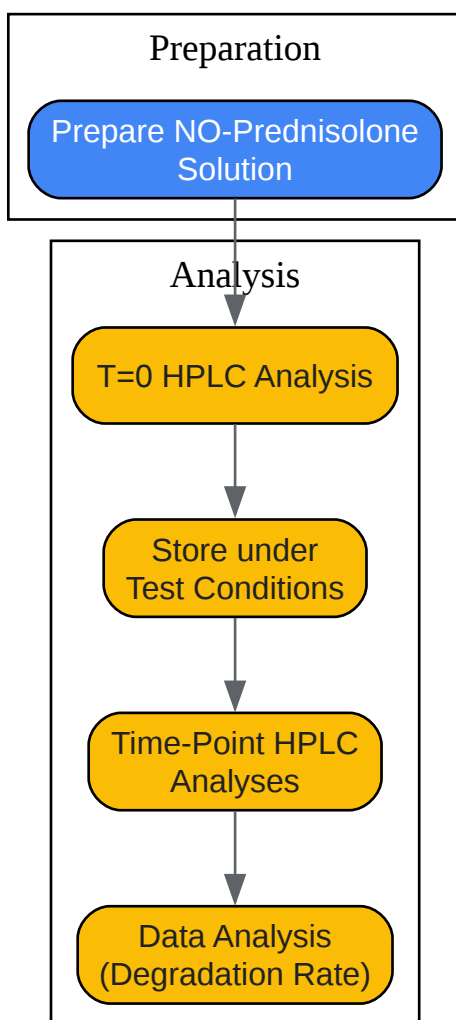 Preparation
Prepare NO-Prednisolone
Solution
Analysis
T=0 HPLC Analysis
Store under
Test Conditions
Time-Point HPLC
Analyses
Data Analysis
(Degradation Rate)